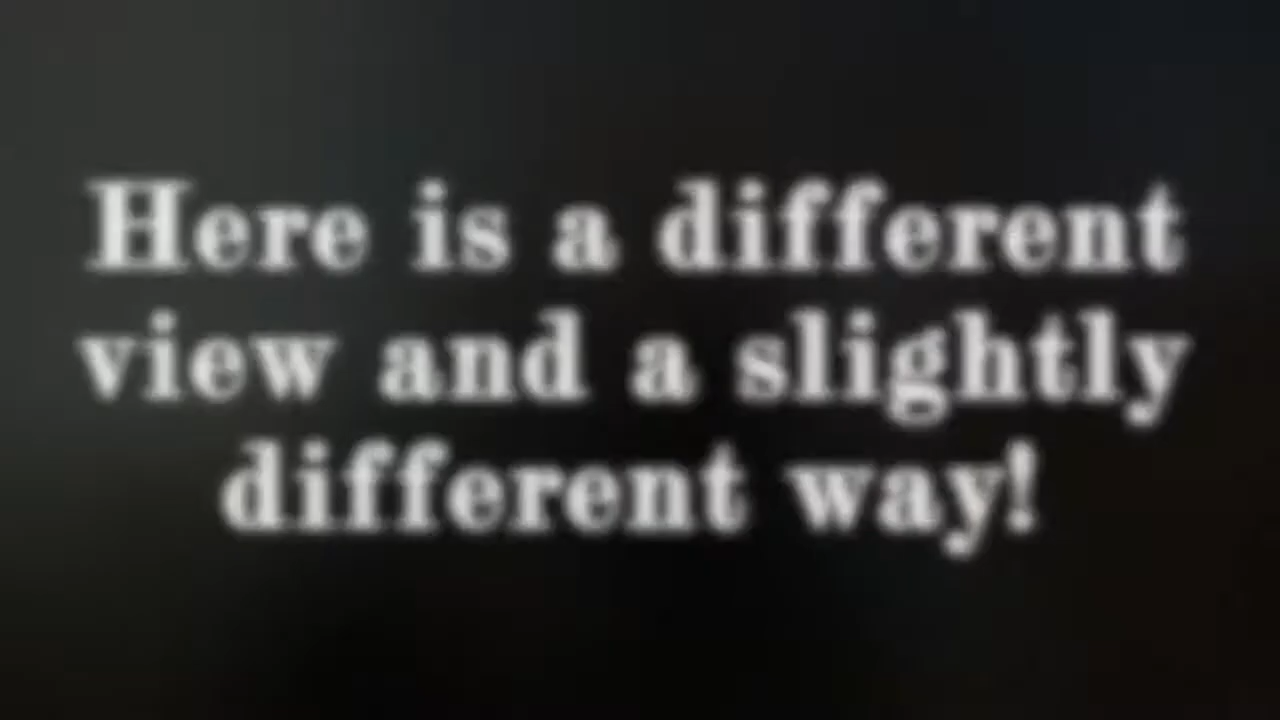 Here is a different
view and a slightly
different way!